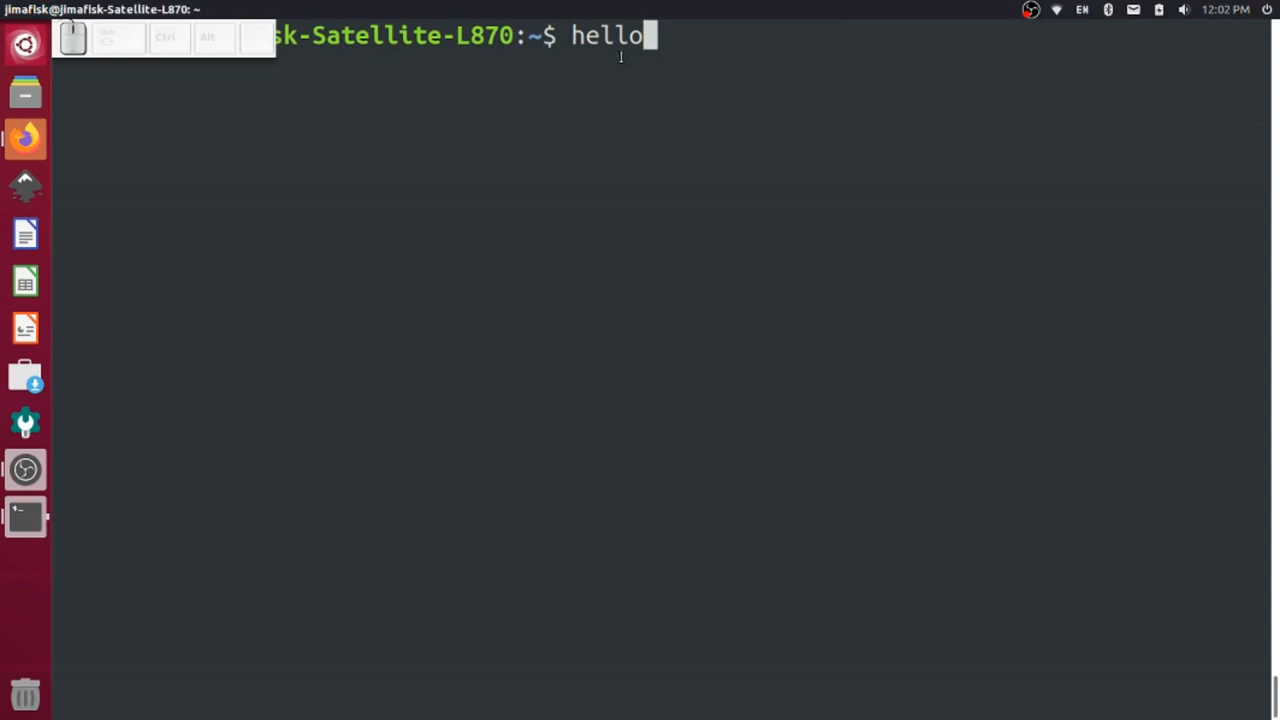 jimafisk@jimafisk-Satellite-L870: ~
EN
12:02 PM
Ctrl
Alt
sk-Satellite-L870:~$ hello